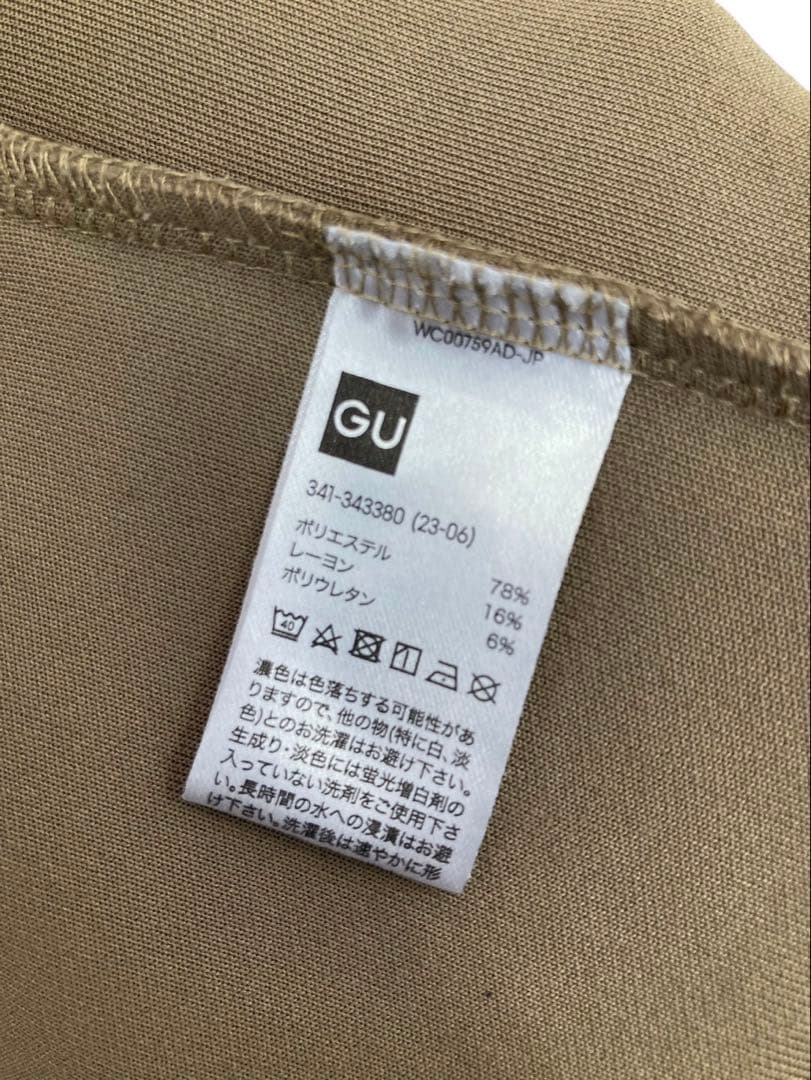 WC00759AD-JP
GU
341-343380 (23-06)
ポリエステル 78%
レーヨン 16%
ポリウレタン 6%
40
濃色は色落ちする可能性があ
りますので、他の物(特に白、淡
色)とのお洗濯はお避け下さい。
生成り・淡色には蛍光増白剤の
入っていない洗剤をご使用下さ
い。長時間の水への浸漬はお避
け下さい。洗濯後は速やかに形